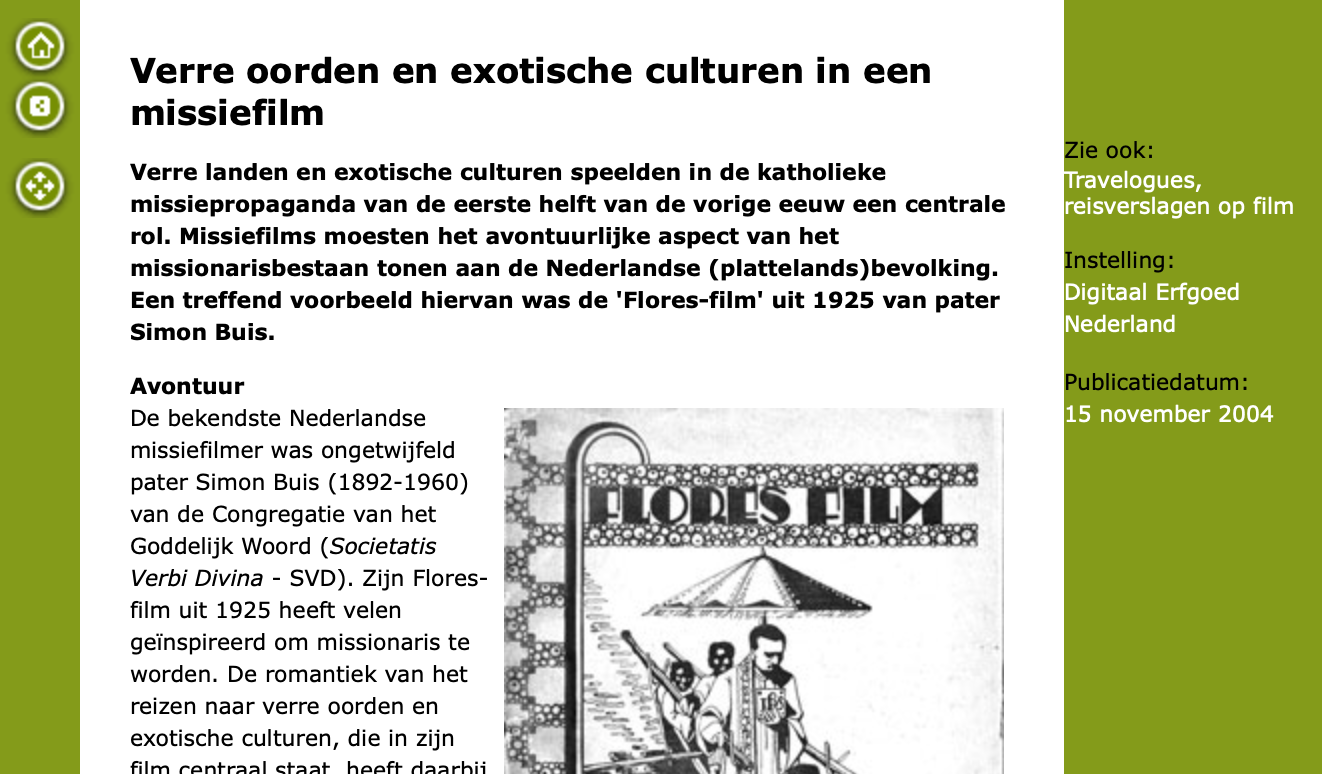 Verre oorden en exotische culturen in een
missiefilm
Verre landen en exotische culturen speelden in de katholieke
missiepropaganda van de eerste helft van de vorige eeuw een centrale
rol. Missiefilms moesten het avontuurlijke aspect van het
missionarisbestaan tonen aan de Nederlandse (plattelands)bevolking.
Een treffend voorbeeld hiervan was de 'Flores-film' uit 1925 van pater
Simon Buis.
Avontuur
De bekendste Nederlandse
missiefilmer was ongetwijfeld
pater Simon Buis (1892-1960)
van de Congregatie van het
Goddelijk Woord (Societatis
Verbi Divina - SVD). Zijn Flores-
film uit 1925 heeft velen
geïnspireerd om missionaris te
worden. De romantiek van het
reizen naar verre oorden en
exotische culturen, die in zijn
film centraal staat, heeft daarbij
FLORES FILM
IHS
Zie ook:
Travelogues,
reisverslagen op film
Instelling:
Digitaal Erfgoed
Nederland
Publicatiedatum:
15 november 2004